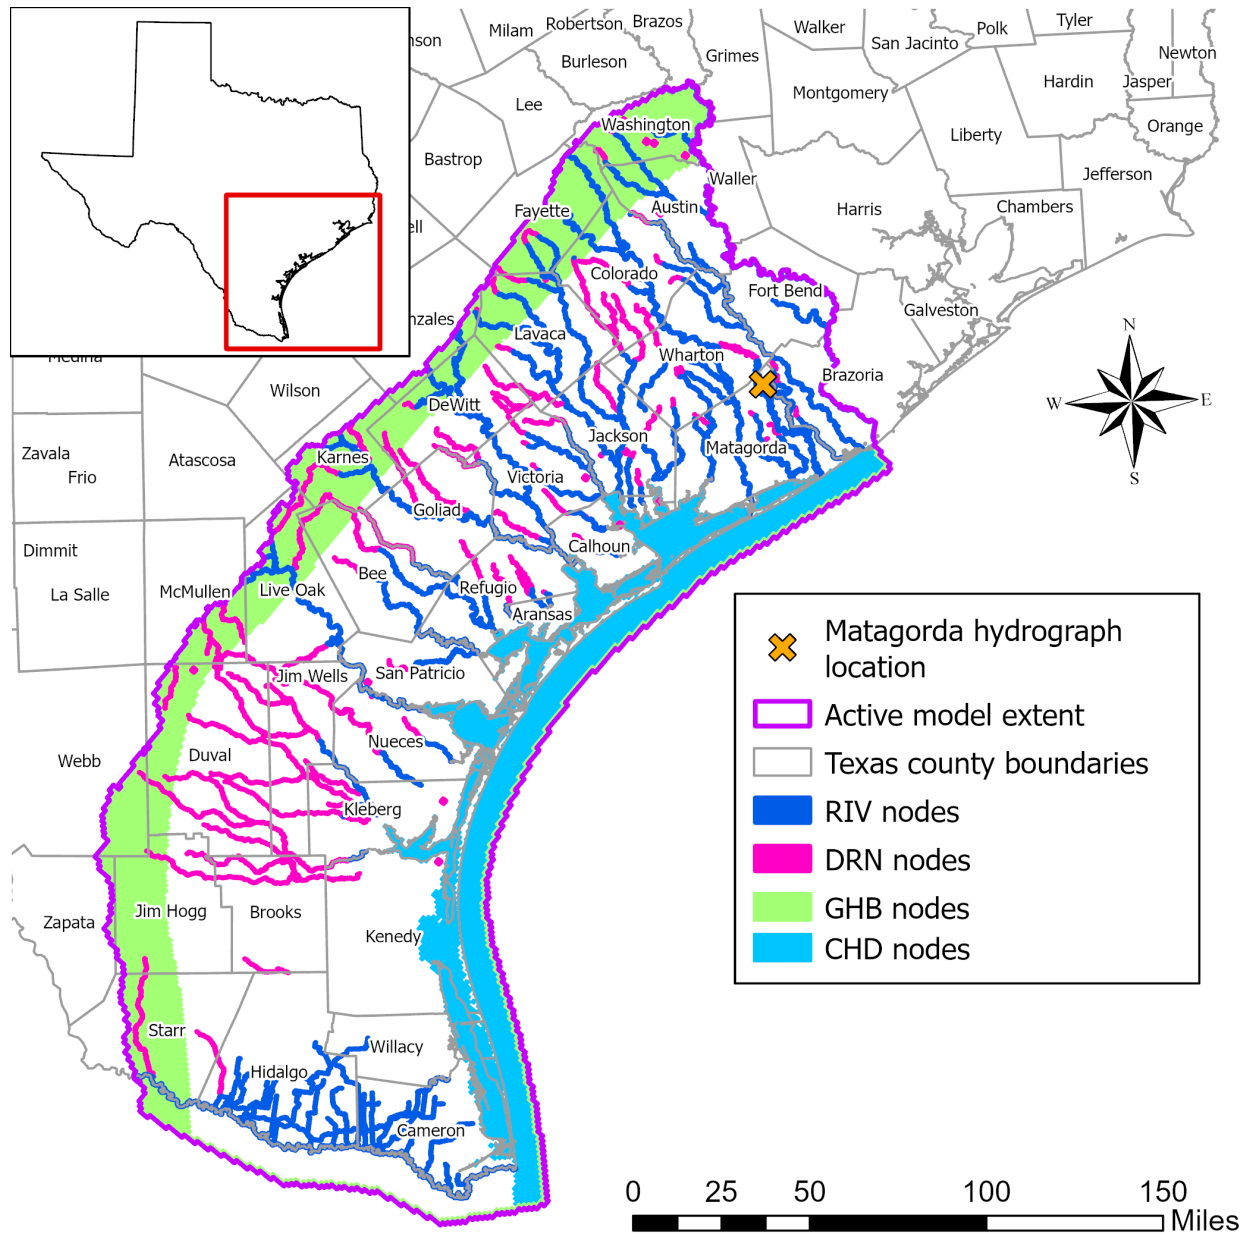 nson
Milam
Robertson
Brazos
Walker
San Jacinto
Polk
Tyler
Newton
Burleson
Grimes
Hardin
Jasper
Lee
Montgomery
Washington
Liberty
Orange
Bastrop
Waller
Jefferson
Fayette
Austin
Harris
Chambers
ell
Colorado
Fort Bend
Galveston
nzales
Lavaca
Medina
Wharton
Brazoria
Wilson
DeWitt
Jackson
Matagorda
Zavala
Frio
Atascosa
Karnes
Victoria
Goliad
Calhoun
Dimmit
La Salle
McMullen
Live Oak
Bee
Refugio
Aransas
Jim Wells
San Patricio
Webb
Duval
Nueces
Kleberg
Zapata
Jim Hogg
Brooks
Kenedy
Starr
Willacy
Hidalgo
Cameron
N
W
E
S
Matagorda hydrograph
location
Active model extent
Texas county boundaries
RIV nodes
DRN nodes
GHB nodes
CHD nodes
0 25 50 100 150
Miles